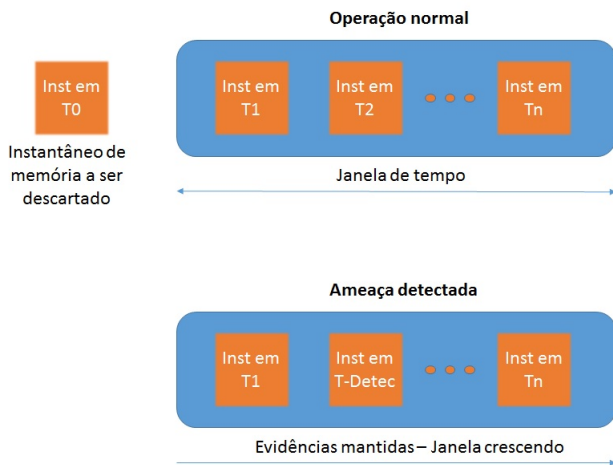 Operação normal
Inst em
T0
Inst em
T1
Inst em
T2
Inst em
Tn
Instantâneo de
memória a ser
descartado
Janela de tempo
Ameaça detectada
Inst em
T1
Inst em
T-Detec
Inst em
Tn
Evidências mantidas – Janela crescendo